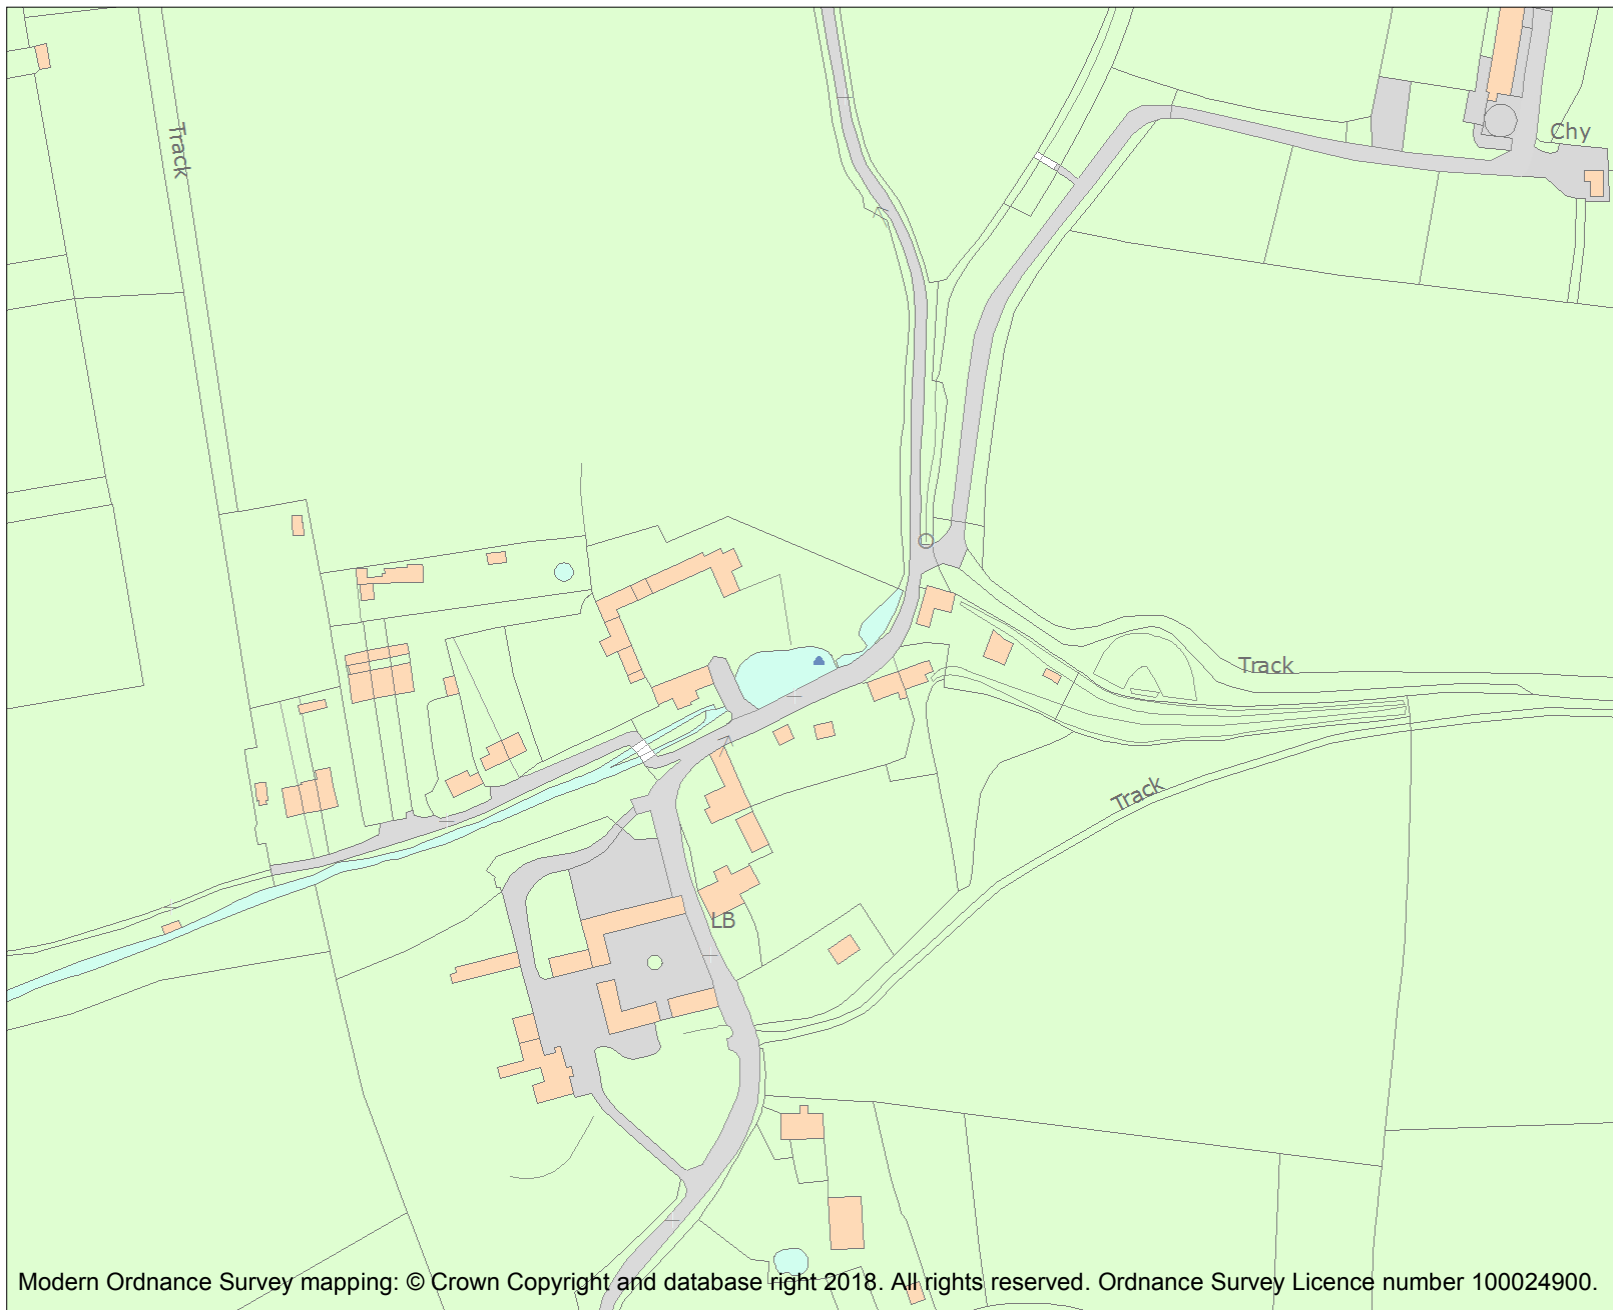 Chy
Track
Track
Track
LB
Modern Ordnance Survey mapping: © Crown Copyright and database right 2018. All rights reserved. Ordnance Survey Licence number 100024900.